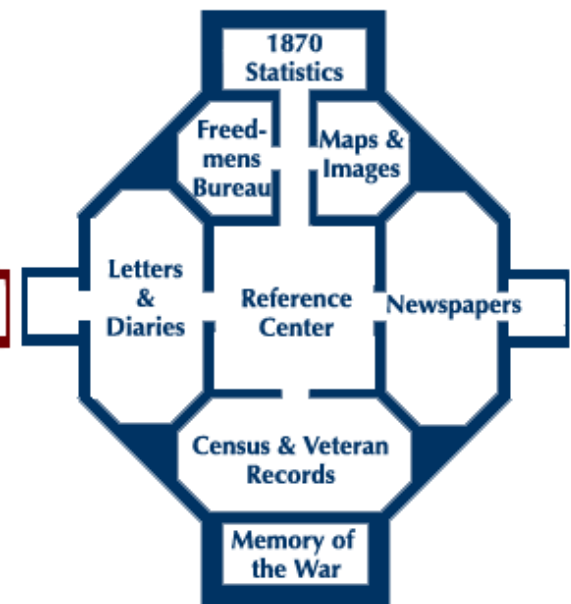 1870
Statistics
Freed-
mens
Bureau
Maps &
Images
Letters
&
Diaries
Reference
Center
Newspapers
Census & Veteran
Records
Memory of
the War